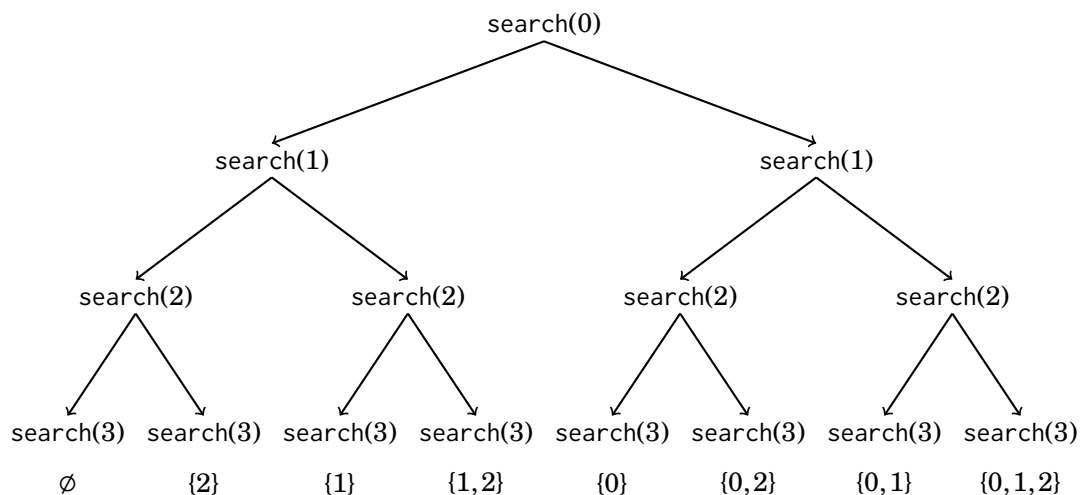 search(0)
search(1) search(1)
search(2) search(2) search(2) search(2)
search(3) search(3) search(3) search(3) search(3) search(3) search(3) search(3)
∅ {2} {1} {1,2} {0} {0,2} {0,1} {0,1,2}